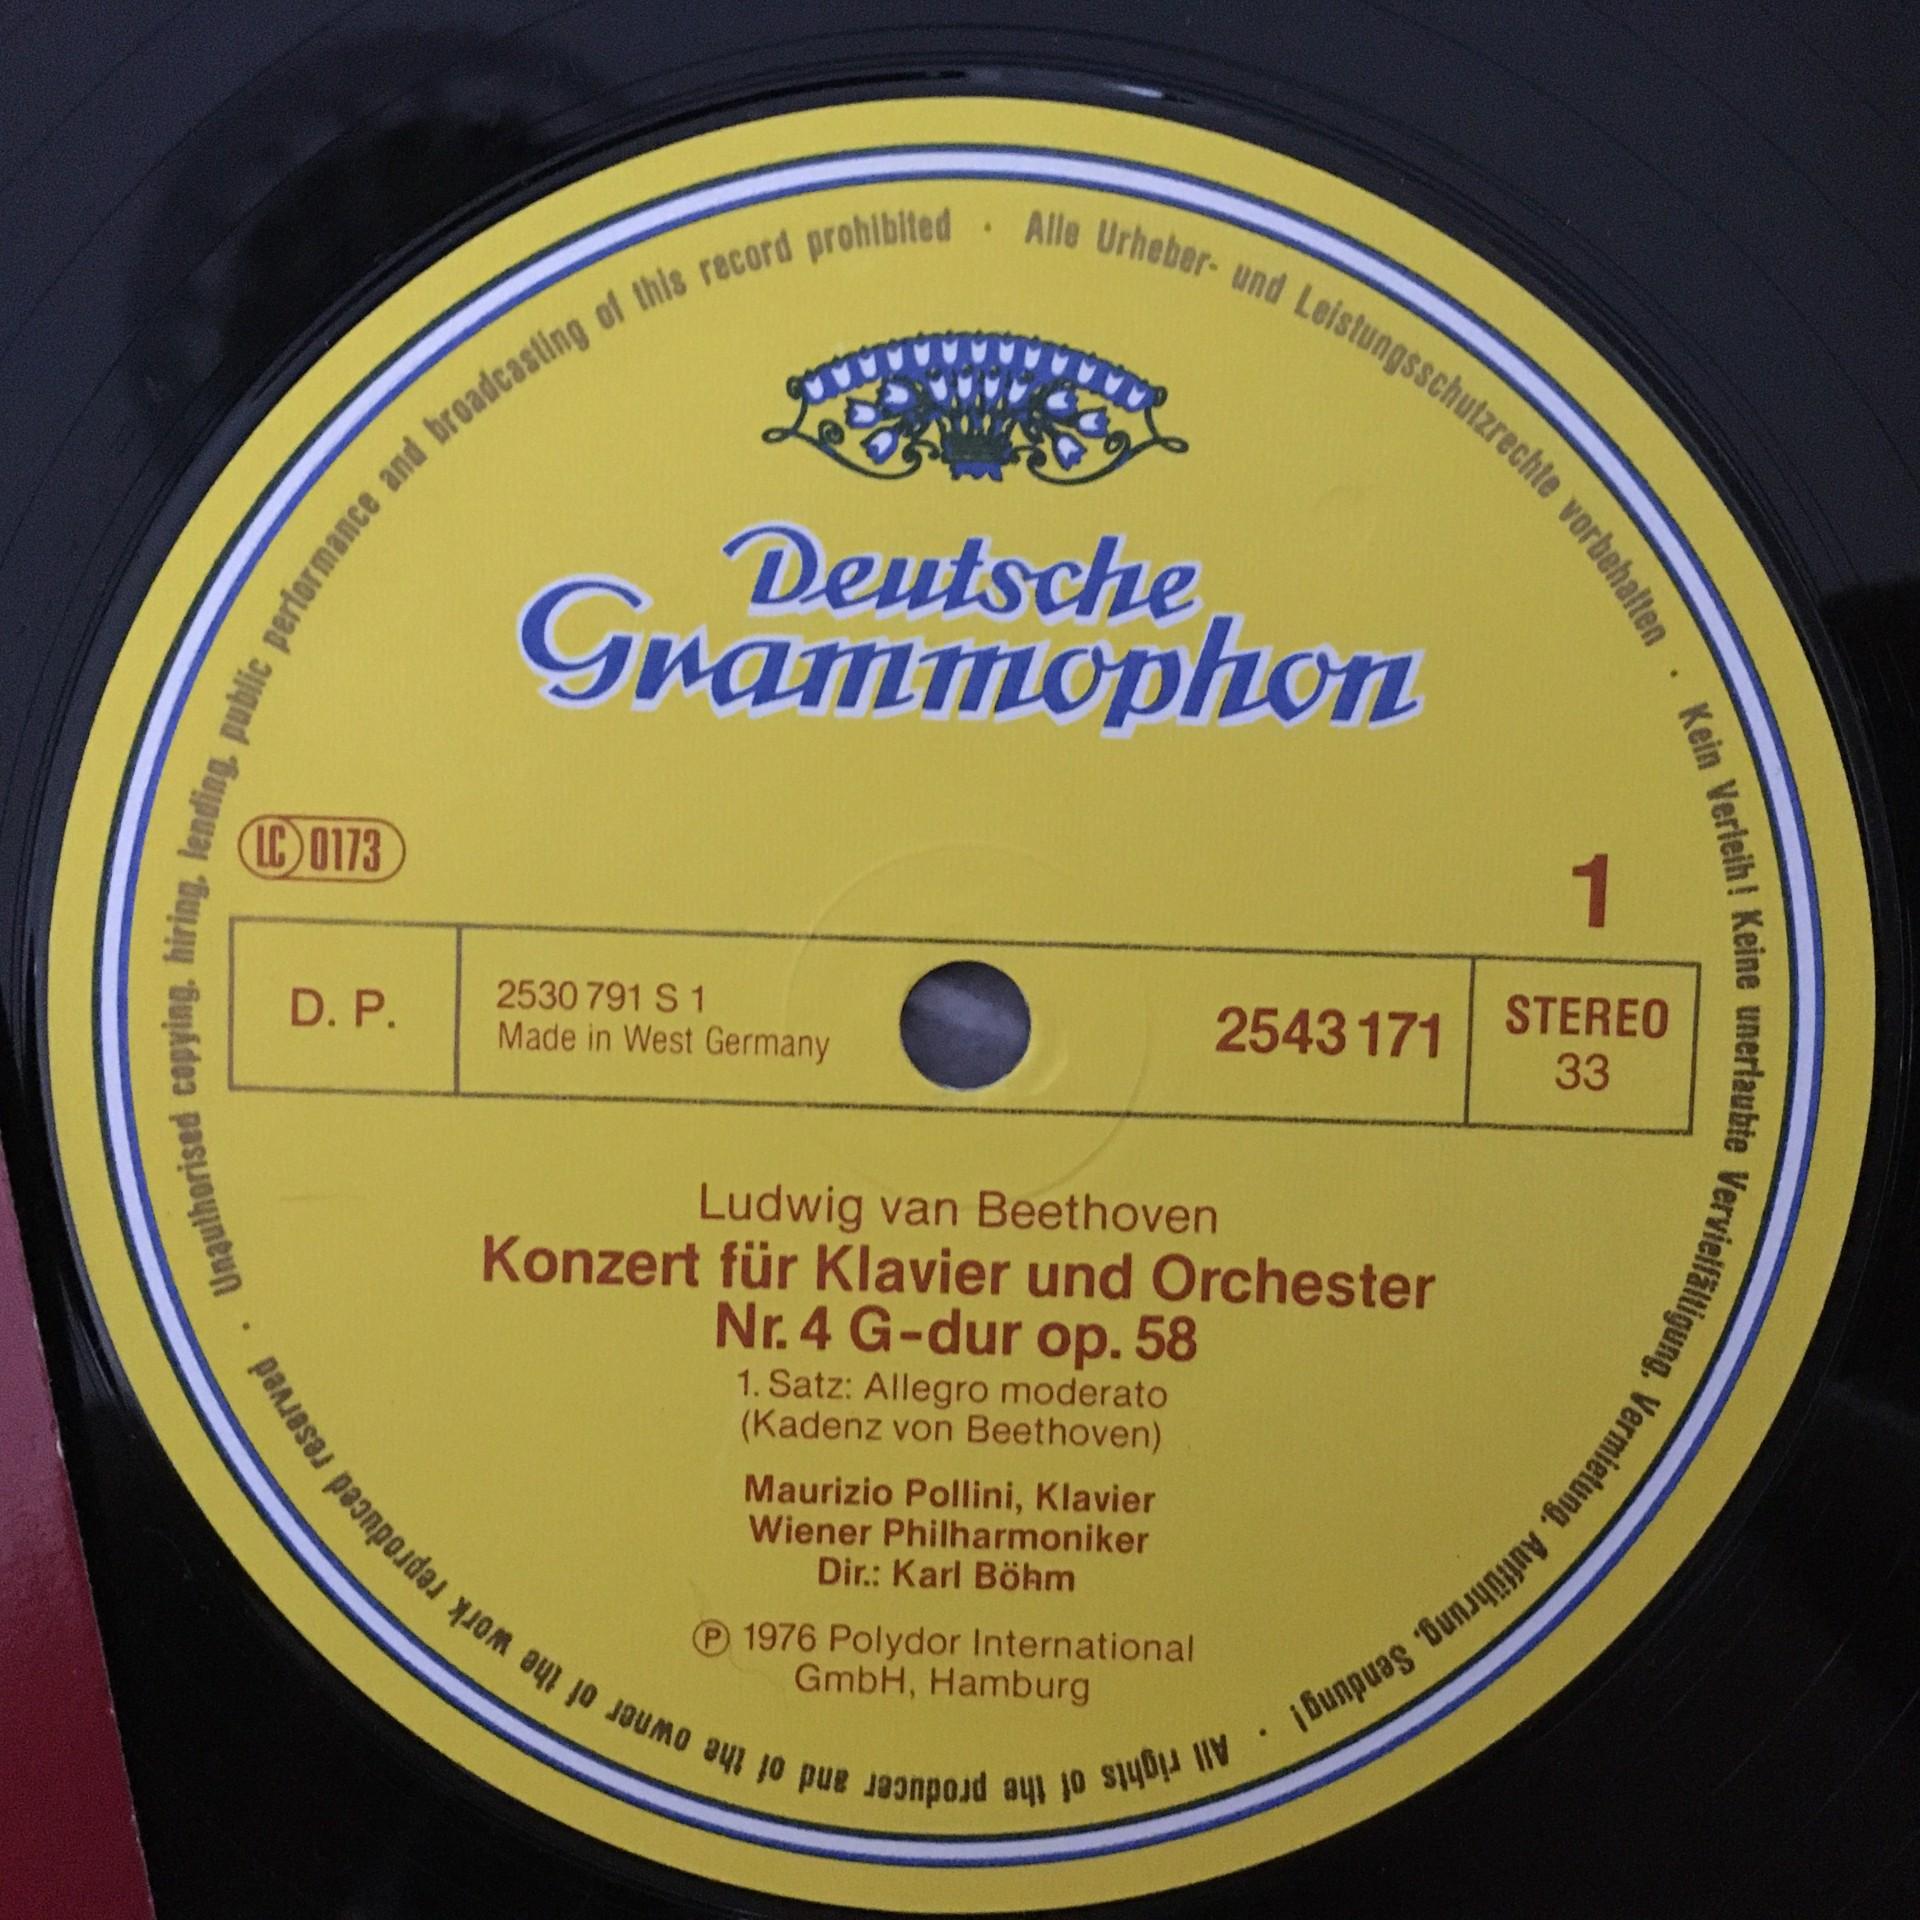 Deutsche
Grammophon
LC 0173
1
D. P.
2530 791 S 1
Made in West Germany
2543 171
STEREO
33
Ludwig van Beethoven
Konzert für Klavier und Orchester
Nr. 4 G-dur op. 58
1. Satz: Allegro moderato
(Kadenz von Beethoven)
Maurizio Pollini, Klavier
Wiener Philharmoniker
Dir.: Karl Böhm
Ⓟ 1976 Polydor International
GmbH, Hamburg
Alle Urheber- und Leistungsschutzrechte vorbehalten · Kein Verleih! Keine unerlaubte Vervielfältigung, Vermietung, Aufführung, Sendung! · All rights of the producer and of the owner of the work reproduced reserved · Unauthorised copying, hiring, lending, public performance and broadcasting of this record prohibited ·